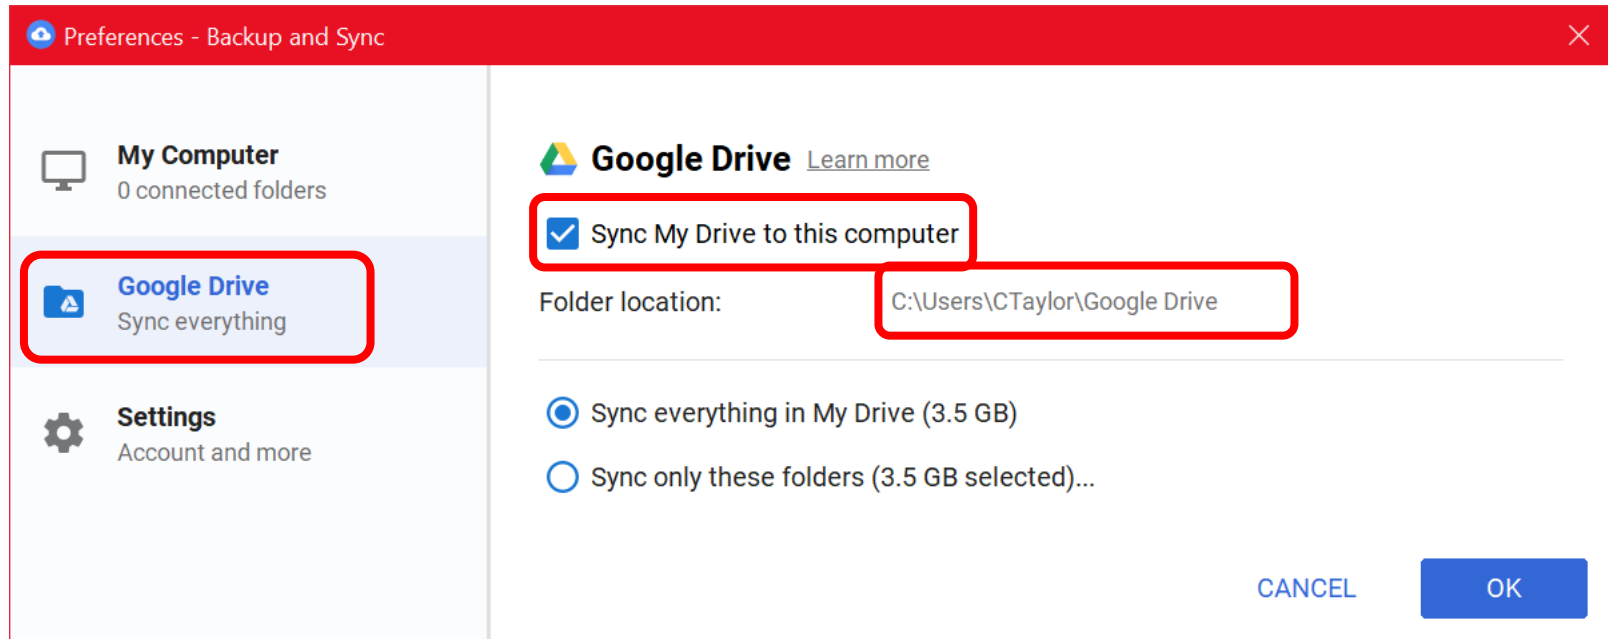 Preferences - Backup and Sync
My Computer
0 connected folders
Google Drive
Sync everything
Settings
Account and more
Google Drive Learn more
Sync My Drive to this computer
Folder location: C:\Users\CTaylor\Google Drive
Sync everything in My Drive (3.5 GB)
Sync only these folders (3.5 GB selected)...
CANCEL OK